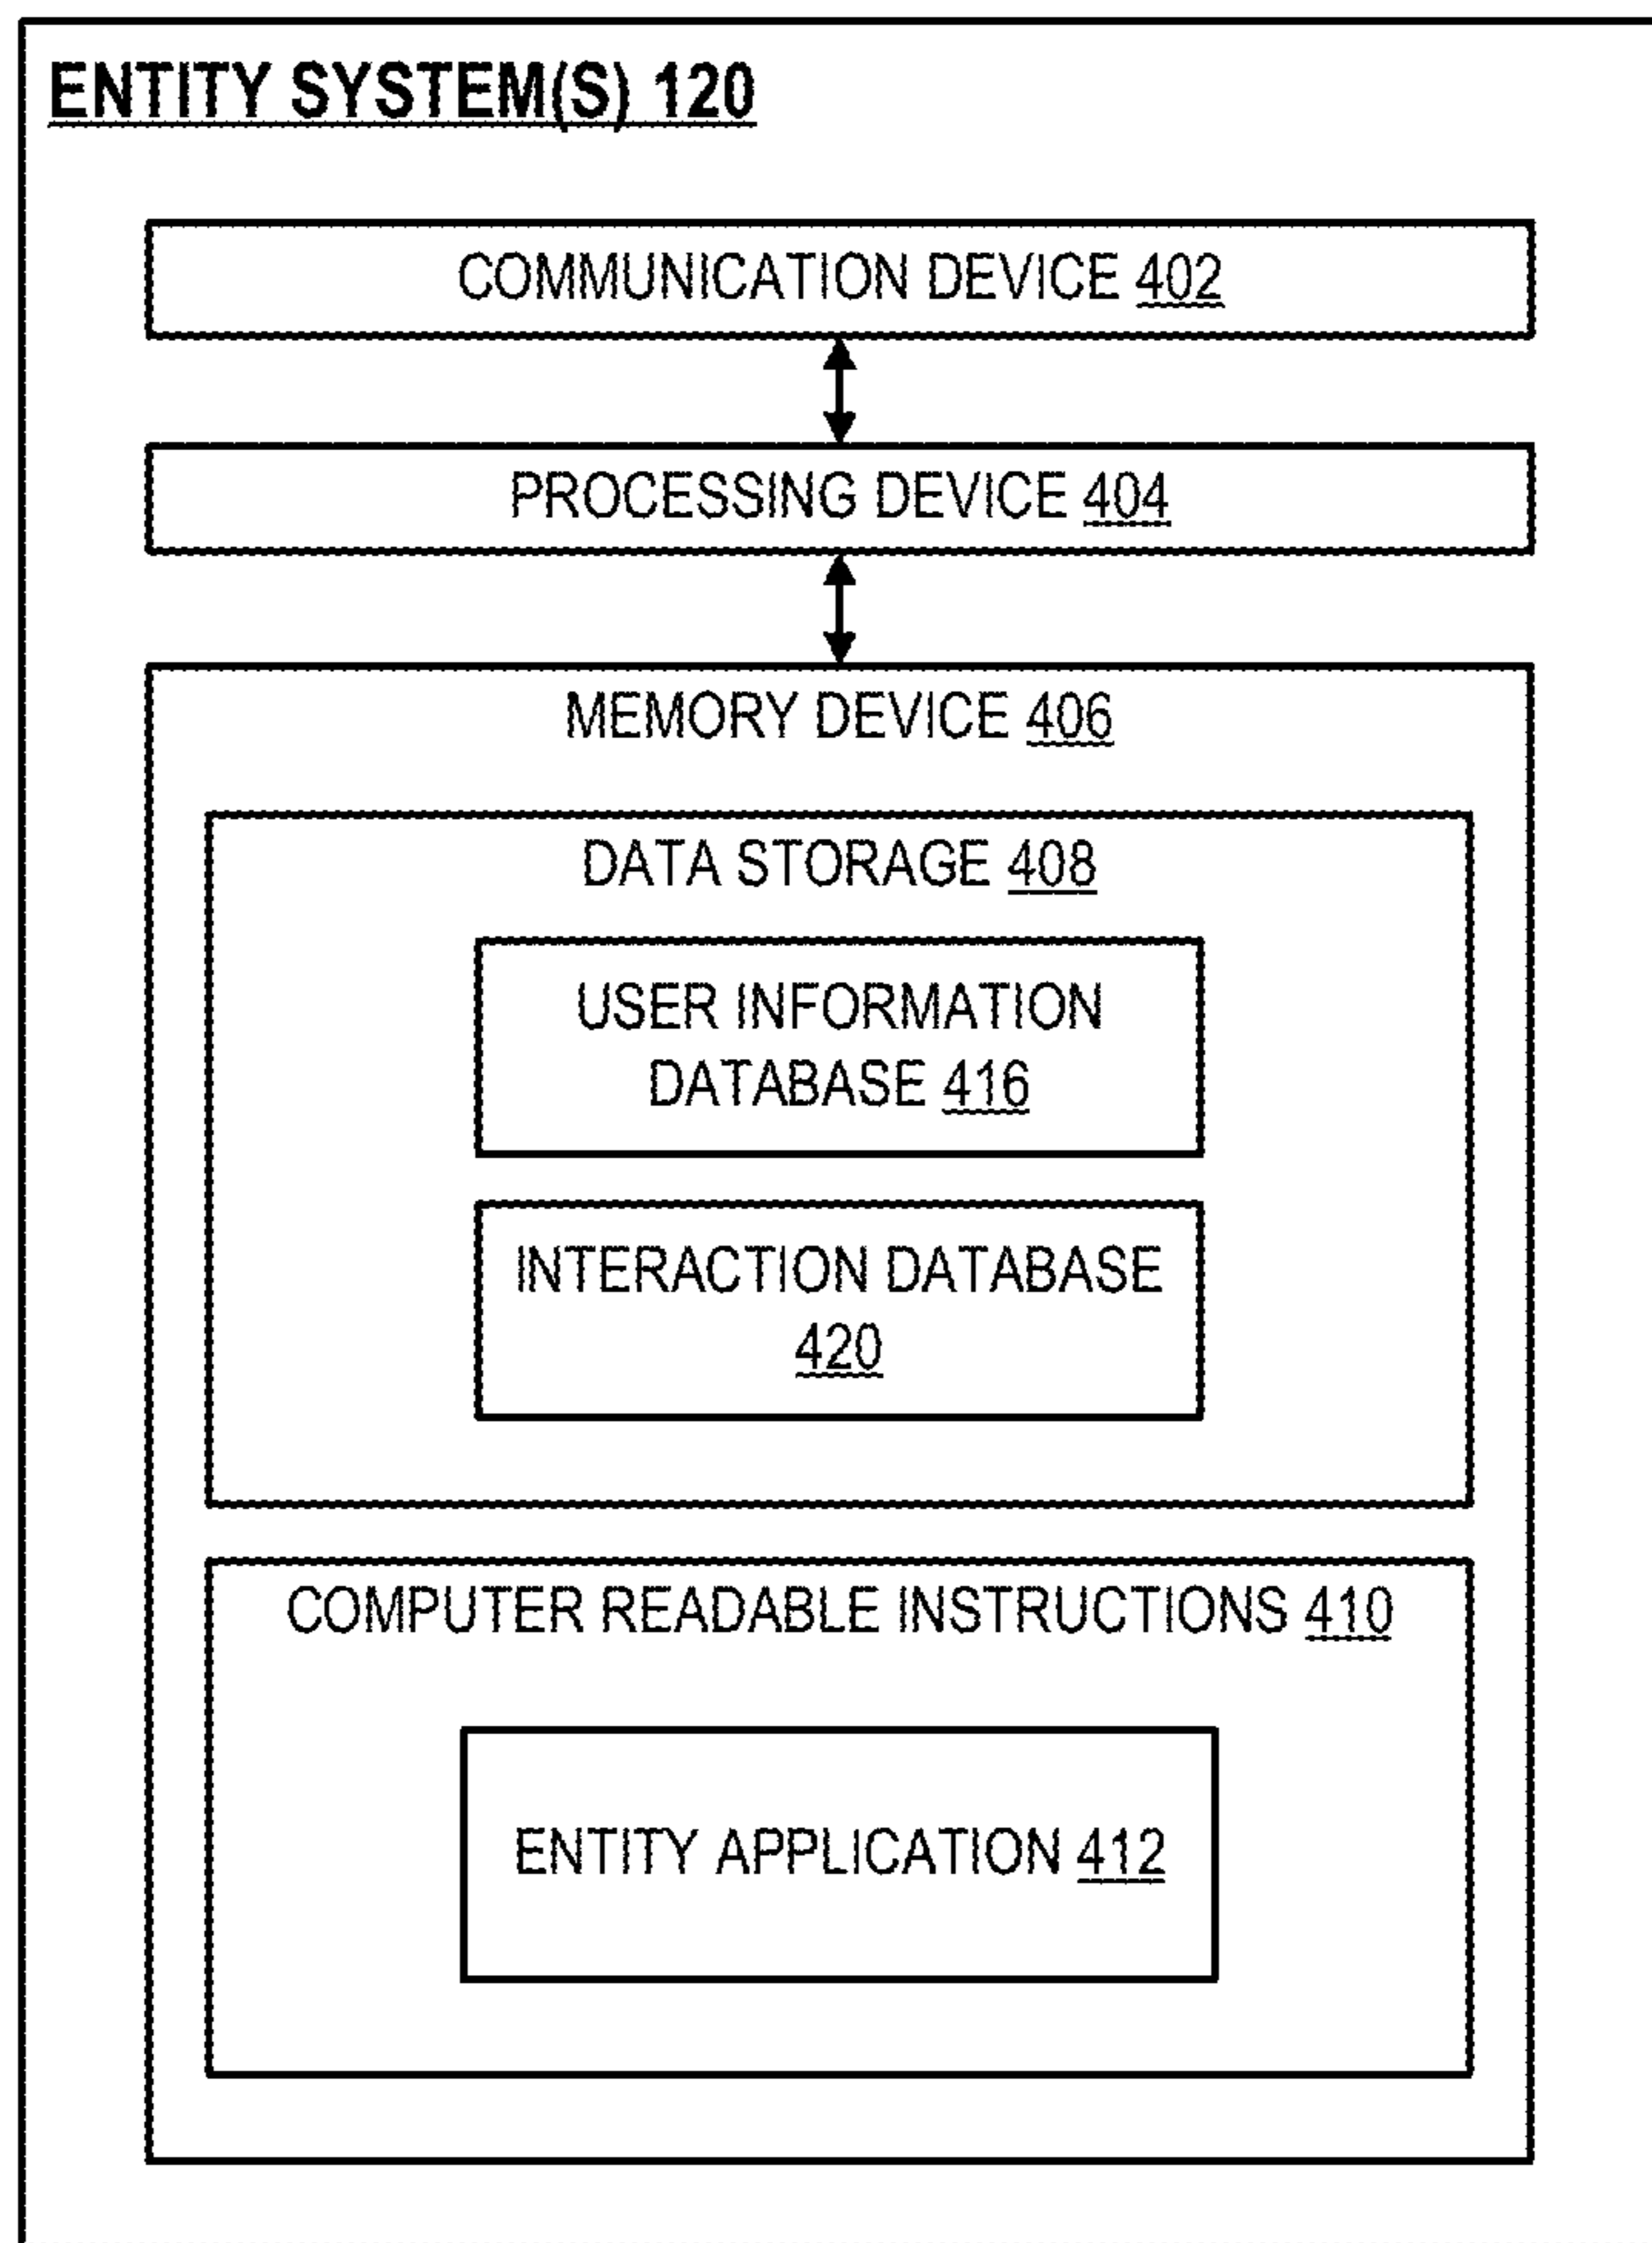 ENTITY SYSTEM(S) 120
COMMUNICATION DEVICE 402
PROCESSING DEVICE 404
MEMORY DEVICE 406
DATA STORAGE 408
USER INFORMATION
DATABASE 416
INTERACTION DATABASE
420
COMPUTER READABLE INSTRUCTIONS 410
ENTITY APPLICATION 412